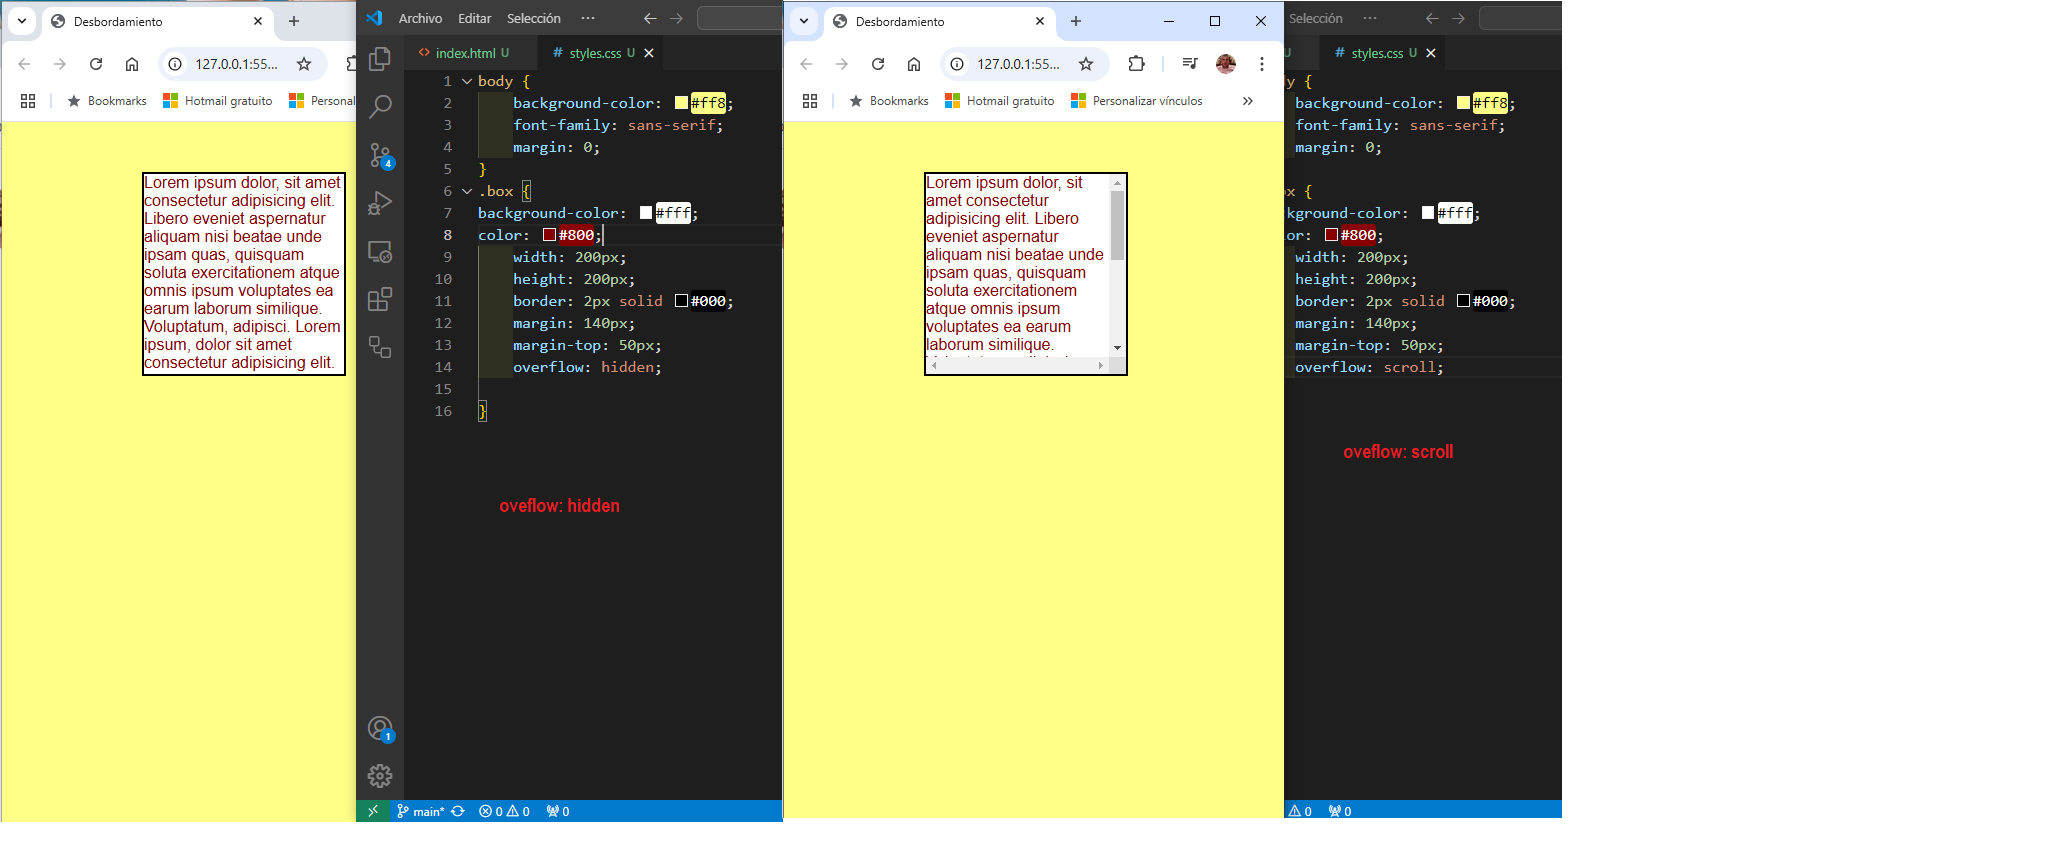 Desbordamiento
127.0.0.1:55...
Bookmarks
Hotmail gratuito
Personal
Lorem ipsum dolor, sit amet
consectetur adipisicing elit.
Libero eveniet aspernatur
aliquam nisi beatae unde
ipsam quas, quisquam
soluta exercitationem atque
omnis ipsum voluptates ea
earum laborum similique.
Voluptatum, adipisci. Lorem
ipsum, dolor sit amet
consectetur adipisicing elit.
Archivo Editar Selección ...
index.html U
# styles.css U
1 body {
2 background-color: #ff8;
3 font-family: sans-serif;
4 margin: 0;
5 }
6 .box {
7 background-color: #fff;
8 color: #800;
9 width: 200px;
10 height: 200px;
11 border: 2px solid #000;
12 margin: 140px;
13 margin-top: 50px;
14 overflow: hidden;
15
16 }
oveflow: hidden
4
1
main* 0 0 0
Desbordamiento
127.0.0.1:55...
Bookmarks
Hotmail gratuito
Personalizar vínculos
Lorem ipsum dolor, sit
amet consectetur
adipisicing elit. Libero
eveniet aspernatur
aliquam nisi beatae unde
ipsam quas, quisquam
soluta exercitationem
atque omnis ipsum
voluptates ea earum
laborum similique.
Selección ...
U
# styles.css U
y {
background-color: #ff8;
font-family: sans-serif;
margin: 0;
x {
kground-color: #fff;
or: #800;
width: 200px;
height: 200px;
border: 2px solid #000;
margin: 140px;
margin-top: 50px;
overflow: scroll;
oveflow: scroll
0 0